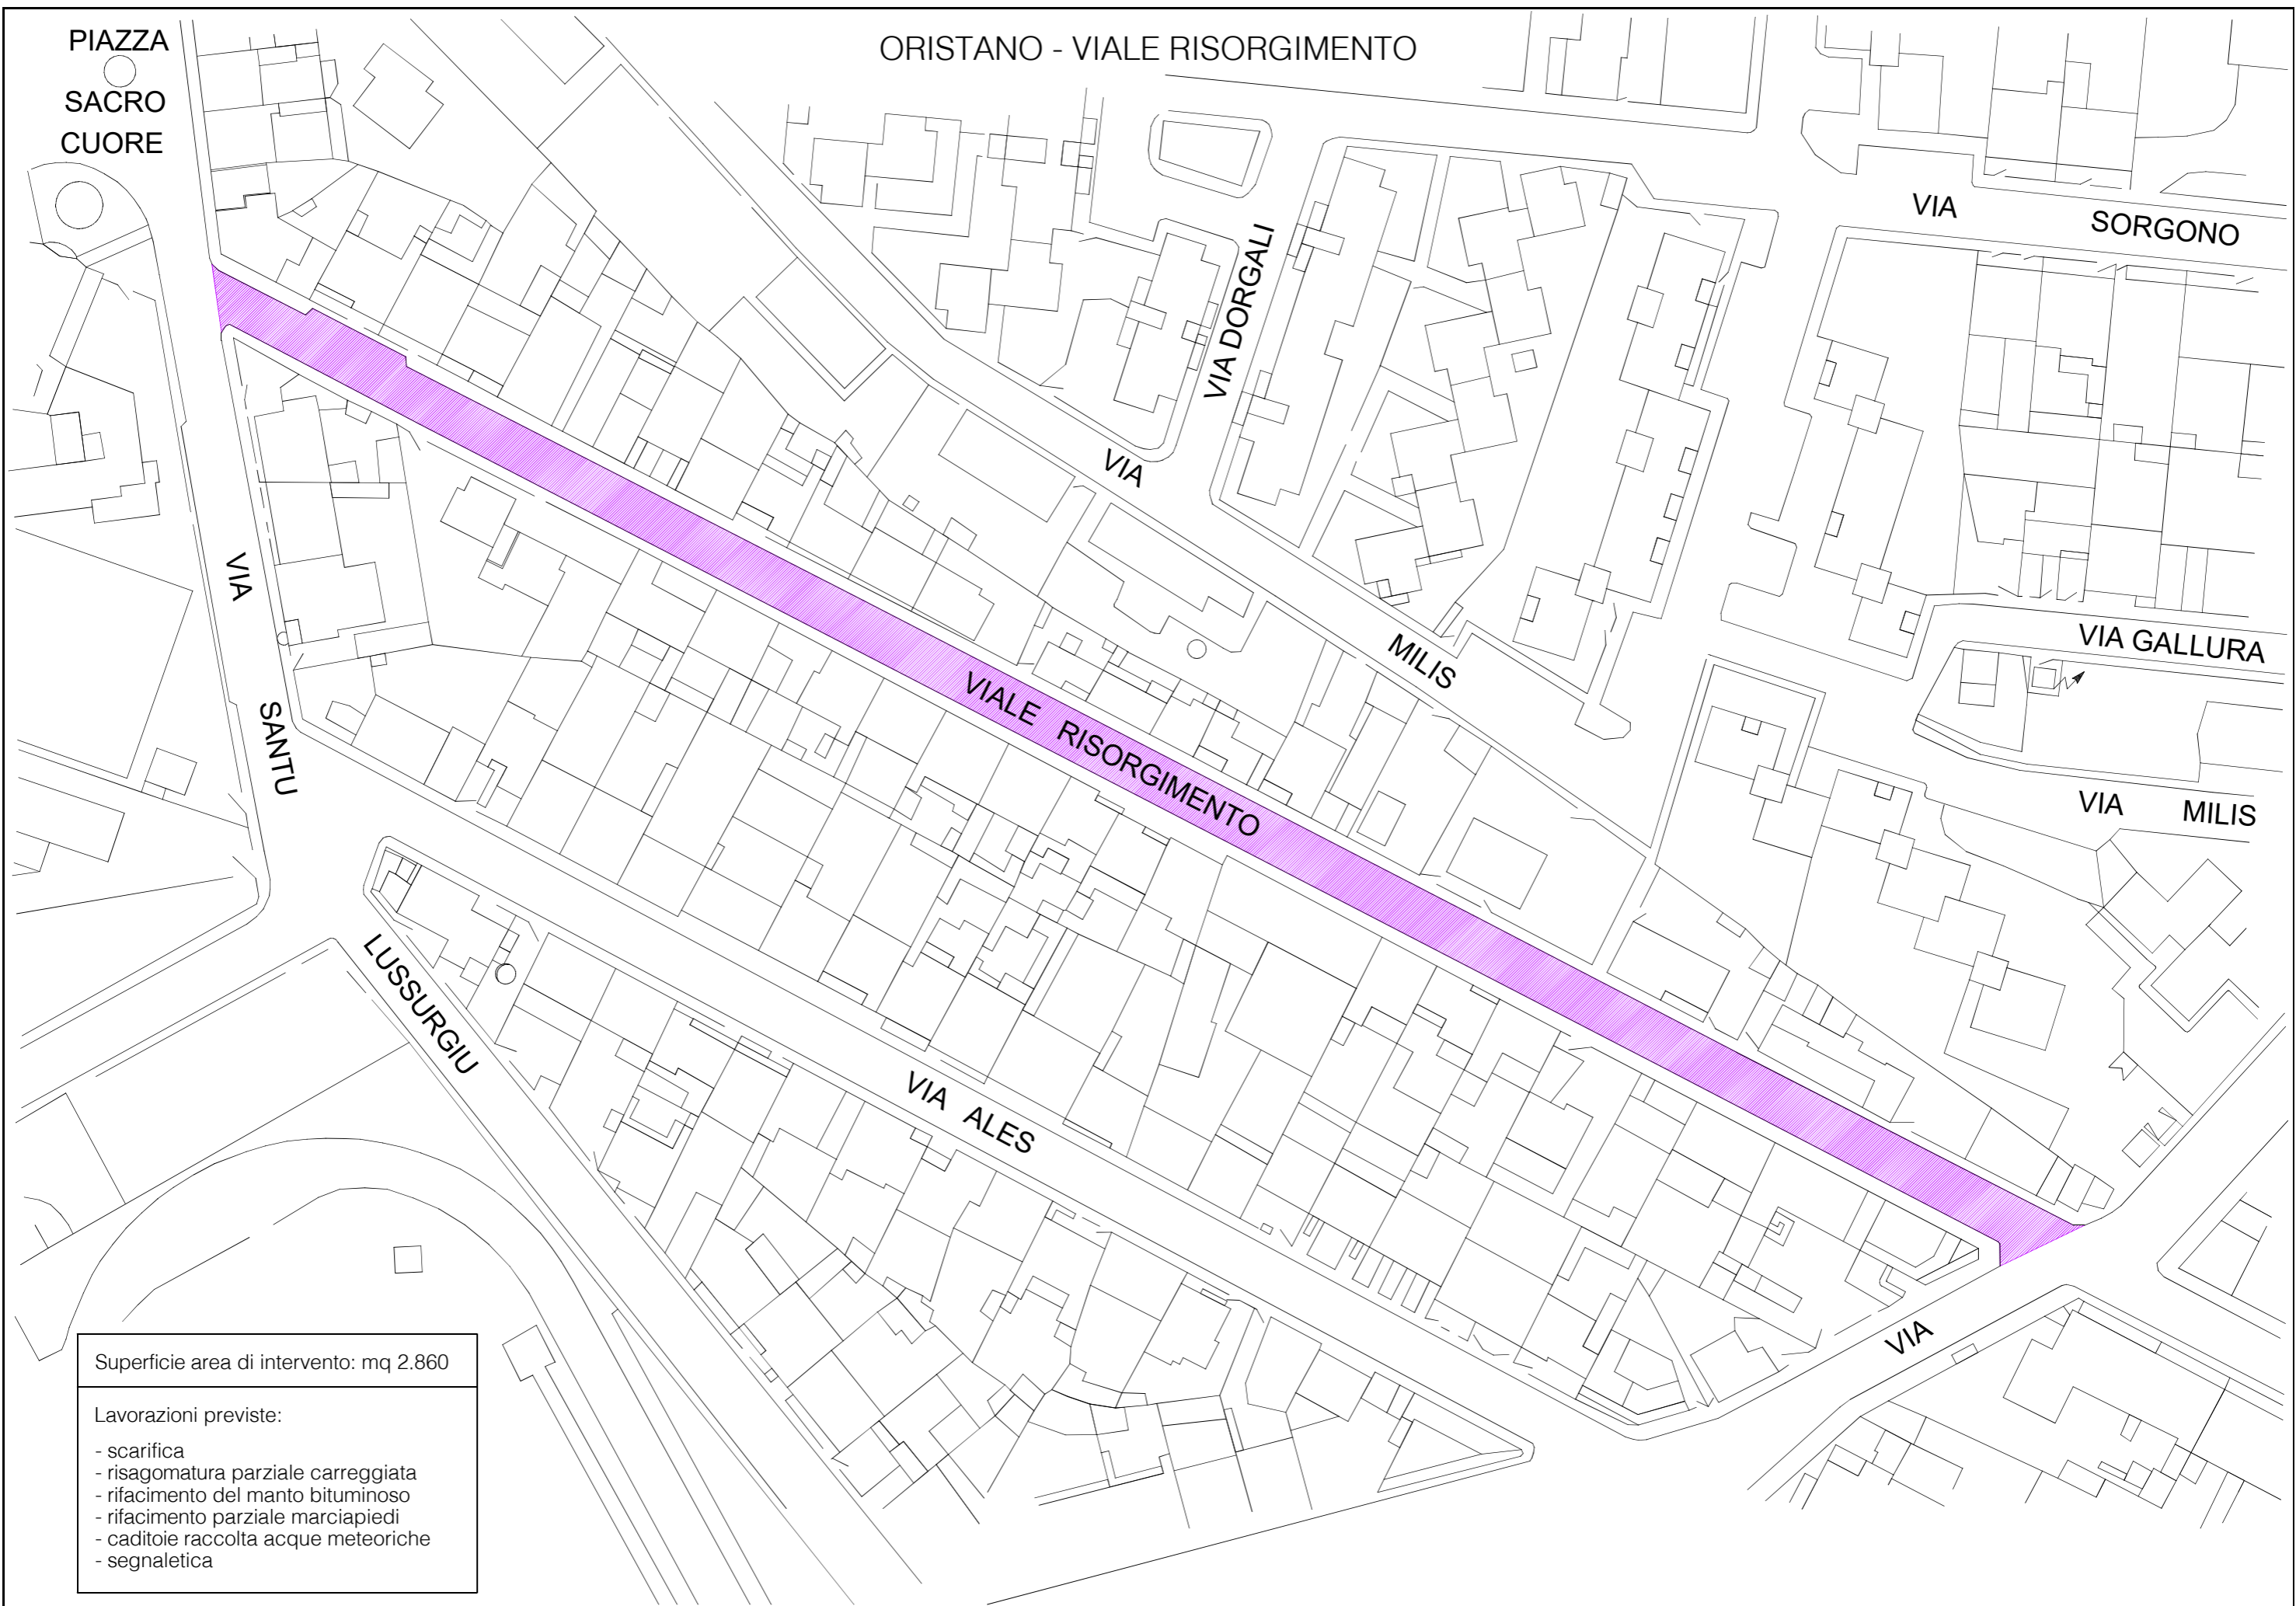 ORISTANO - VIALE RISORGIMENTO
PIAZZA
SACRO
CUORE
VIA
SORGONO
VIA DORGALI
VIA
MILIS
VIA GALLURA
VIA MILIS
VIA
SANTU
LUSSURGIU
VIALE RISORGIMENTO
VIA ALES
VIA
Superficie area di intervento: mq 2.860
Lavorazioni previste:
- scarifica
- risagomatura parziale carreggiata
- rifacimento del manto bituminoso
- rifacimento parziale marciapiedi
- caditoie raccolta acque meteoriche
- segnaletica